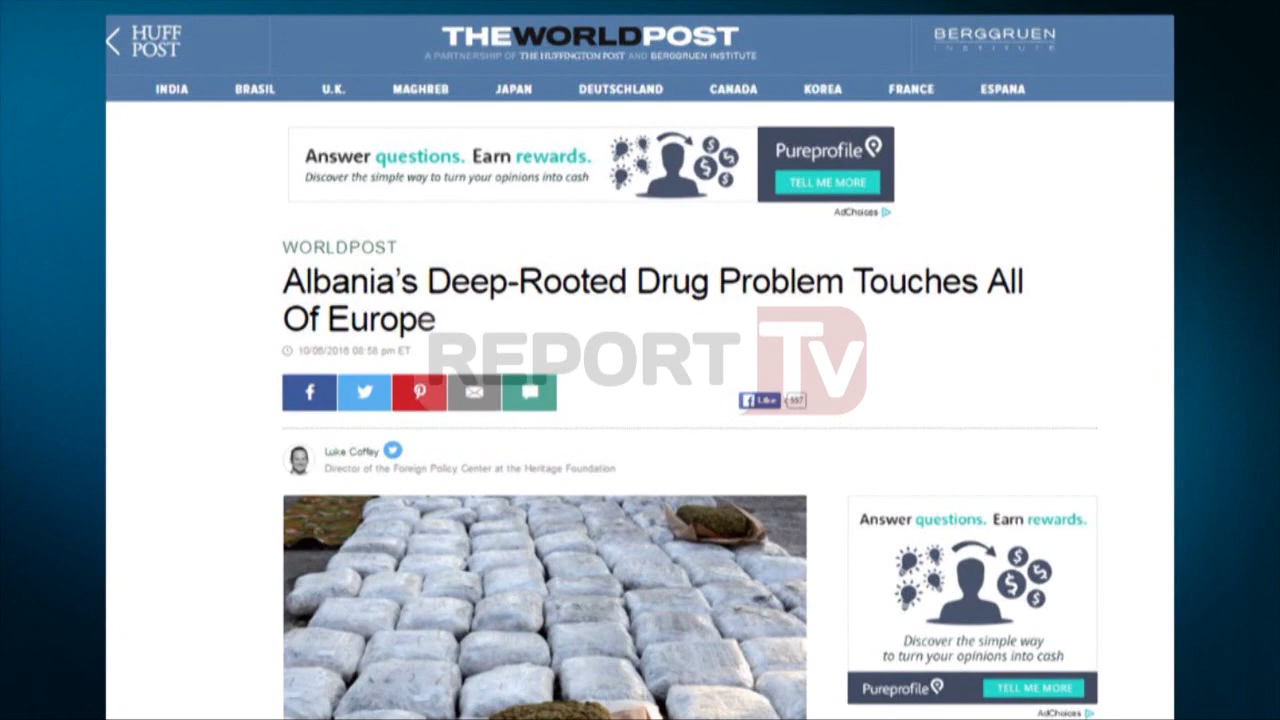 HUFF
POST
THEWORLDPOST
A PARTNERSHIP OF THE HUFFINGTON POST AND BERGGRUEN INSTITUTE
BERGGRUEN
INSTITUTE
INDIA BRASIL U.K. MAGHREB JAPAN DEUTSCHLAND CANADA KOREA FRANCE ESPANA
Answer questions. Earn rewards.
Discover the simple way to turn your opinions into cash
Pureprofile
TELL ME MORE
AdChoices
WORLDPOST
Albania's Deep-Rooted Drug Problem Touches All
Of Europe
10/06/2016 08:58 pm ET
REPORT Tv
Like 557
Luke Coffey
Director of the Foreign Policy Center at the Heritage Foundation
Answer questions. Earn rewards.
Discover the simple way
to turn your opinions into cash
Pureprofile TELL ME MORE
AdChoices